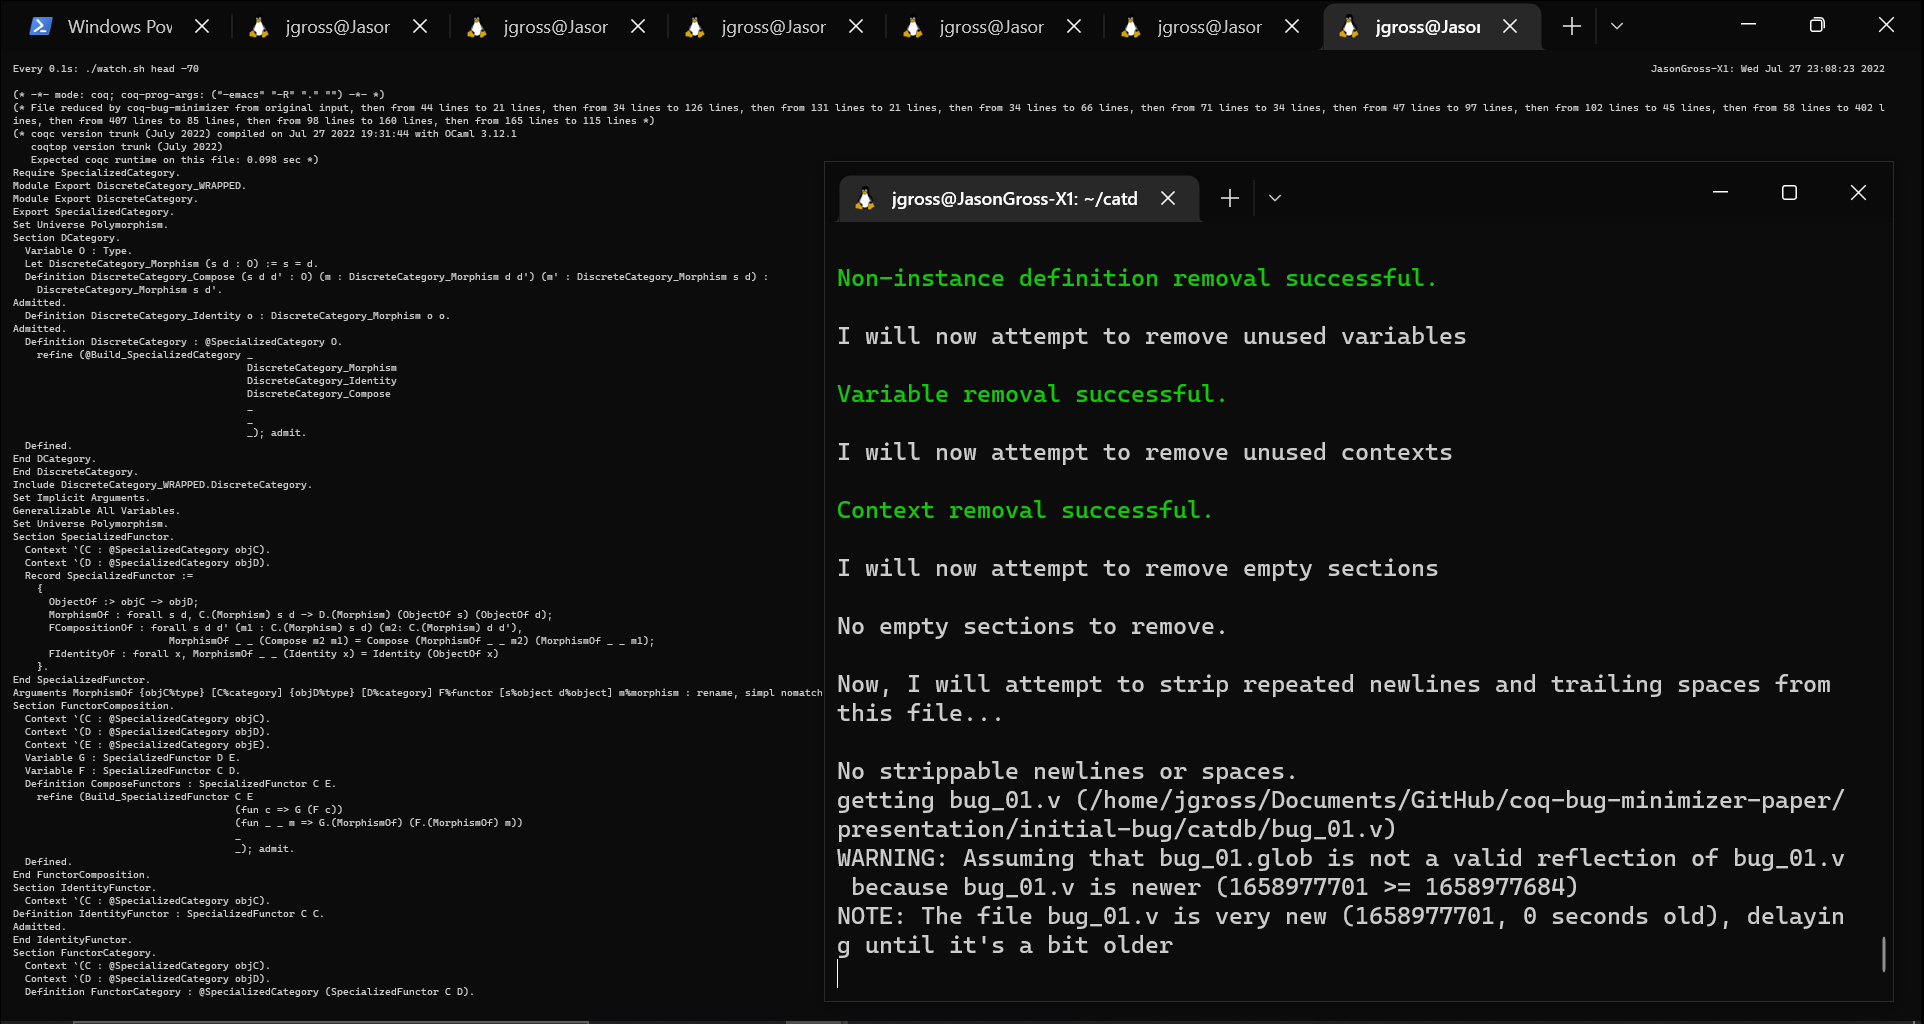 Windows Pow
jgross@Jasor
jgross@Jasor
jgross@Jasor
jgross@Jasor
jgross@Jasor
jgross@Jasor
Every 0.1s: ./watch.sh head -70
JasonGross-X1: Wed Jul 27 23:08:23 2022
(* -*- mode: coq; coq-prog-args: ("-emacs" "-R" "." "") -*- *)
(* File reduced by coq-bug-minimizer from original input, then from 44 lines to 21 lines, then from 34 lines to 126 lines, then from 131 lines to 21 lines, then from 34 lines to 66 lines, then from 71 lines to 34 lines, then from 47 lines to 97 lines, then from 102 lines to 45 lines, then from 58 lines to 402 l
ines, then from 407 lines to 85 lines, then from 98 lines to 160 lines, then from 165 lines to 115 lines *)
(* coqc version trunk (July 2022) compiled on Jul 27 2022 19:31:44 with OCaml 3.12.1
   coqtop version trunk (July 2022)
   Expected coqc runtime on this file: 0.098 sec *)
Require SpecializedCategory.
Module Export DiscreteCategory_WRAPPED.
Module Export DiscreteCategory.
Export SpecializedCategory.
Set Universe Polymorphism.
Section DCategory.
  Variable O : Type.
  Let DiscreteCategory_Morphism (s d : O) := s = d.
  Definition DiscreteCategory_Compose (s d d' : O) (m : DiscreteCategory_Morphism d d') (m' : DiscreteCategory_Morphism s d) :
    DiscreteCategory_Morphism s d'.
Admitted.
  Definition DiscreteCategory_Identity o : DiscreteCategory_Morphism o o.
Admitted.
  Definition DiscreteCategory : @SpecializedCategory O.
    refine (@Build_SpecializedCategory _
                                       DiscreteCategory_Morphism
                                       DiscreteCategory_Identity
                                       DiscreteCategory_Compose
                                       _
                                       _
                                       _); admit.
  Defined.
End DCategory.
End DiscreteCategory.
Include DiscreteCategory_WRAPPED.DiscreteCategory.
Set Implicit Arguments.
Generalizable All Variables.
Set Universe Polymorphism.
Section SpecializedFunctor.
  Context `(C : @SpecializedCategory objC).
  Context `(D : @SpecializedCategory objD).
  Record SpecializedFunctor :=
    {
      ObjectOf :> objC -> objD;
      MorphismOf : forall s d, C.(Morphism) s d -> D.(Morphism) (ObjectOf s) (ObjectOf d);
      FCompositionOf : forall s d d' (m1 : C.(Morphism) s d) (m2: C.(Morphism) d d'),
                          MorphismOf _ _ (Compose m2 m1) = Compose (MorphismOf _ _ m2) (MorphismOf _ _ m1);
      FIdentityOf : forall x, MorphismOf _ _ (Identity x) = Identity (ObjectOf x)
    }.
End SpecializedFunctor.
Arguments MorphismOf {objC%type} [C%category] {objD%type} [D%category] F%functor [s%object d%object] m%morphism : rename, simpl nomatch
Section FunctorComposition.
  Context `(C : @SpecializedCategory objC).
  Context `(D : @SpecializedCategory objD).
  Context `(E : @SpecializedCategory objE).
  Variable G : SpecializedFunctor D E.
  Variable F : SpecializedFunctor C D.
  Definition ComposeFunctors : SpecializedFunctor C E.
    refine (Build_SpecializedFunctor C E
                                     (fun c => G (F c))
                                     (fun _ _ m => G.(MorphismOf) (F.(MorphismOf) m))
                                     _
                                     _); admit.
  Defined.
End FunctorComposition.
Section IdentityFunctor.
  Context `(C : @SpecializedCategory objC).
Definition IdentityFunctor : SpecializedFunctor C C.
Admitted.
End IdentityFunctor.
Section FunctorCategory.
  Context `(C : @SpecializedCategory objC).
  Context `(D : @SpecializedCategory objD).
  Definition FunctorCategory : @SpecializedCategory (SpecializedFunctor C D).
jgross@JasonGross-X1: ~/catd
Non-instance definition removal successful.
I will now attempt to remove unused variables
Variable removal successful.
I will now attempt to remove unused contexts
Context removal successful.
I will now attempt to remove empty sections
No empty sections to remove.
Now, I will attempt to strip repeated newlines and trailing spaces from
this file...
No strippable newlines or spaces.
getting bug_01.v (/home/jgross/Documents/GitHub/coq-bug-minimizer-paper/
presentation/initial-bug/catdb/bug_01.v)
WARNING: Assuming that bug_01.glob is not a valid reflection of bug_01.v
 because bug_01.v is newer (1658977701 >= 1658977684)
NOTE: The file bug_01.v is very new (1658977701, 0 seconds old), delayin
g until it's a bit older